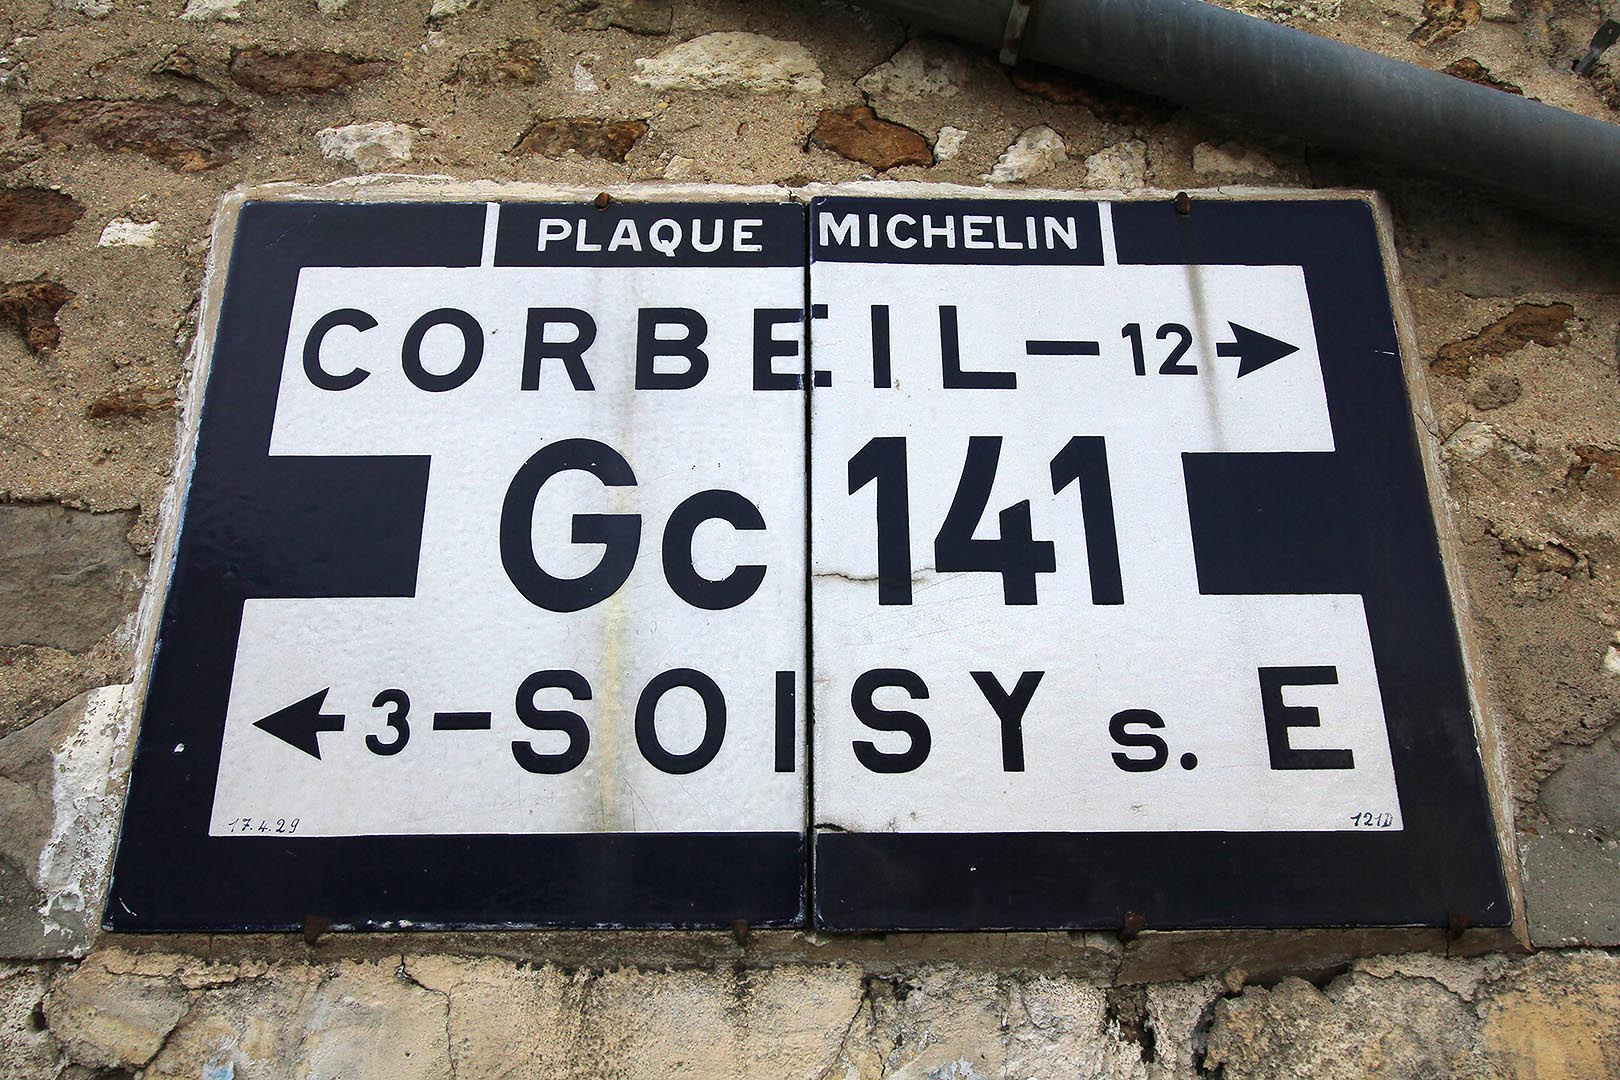 PLAQUE MICHELIN
CORBEIL - 12 →
Gc 141
← 3 - SOISY s. E
17.4.29 121D